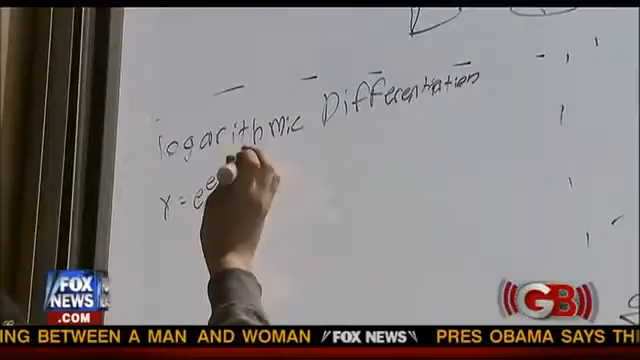 logarithmic Differentiation
y = e^e
FOX
NEWS
.com
GB
ING BETWEEN A MAN AND WOMAN FOX NEWS PRES OBAMA SAYS TH